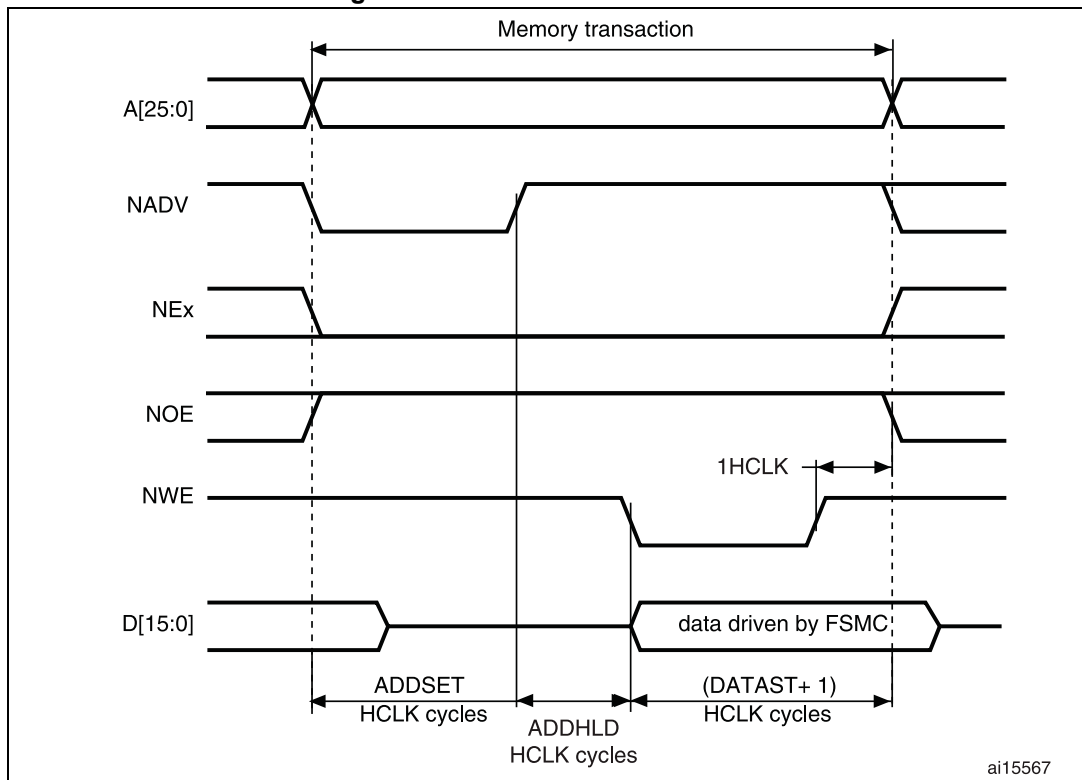 Memory transaction
A[25:0]
NADV
NEx
NOE
1HCLK
NWE
D[15:0]
data driven by FSMC
ADDSET
HCLK cycles
(DATAST+ 1)
HCLK cycles
ADDHLD
HCLK cycles
ai15567